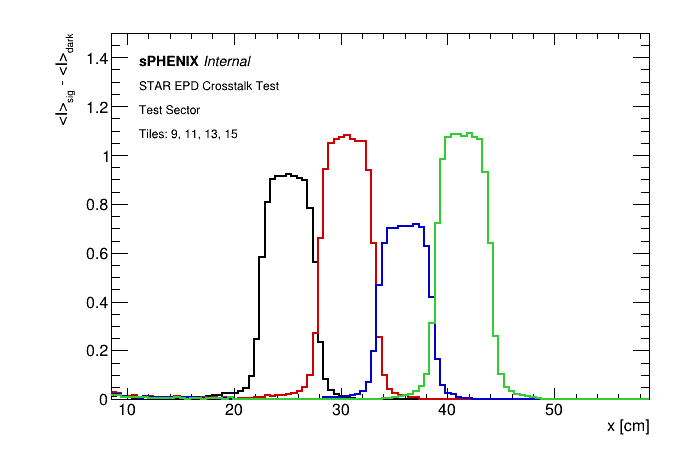 <I>sig - <I>dark
1.4
1.2
1
0.8
0.6
0.4
0.2
0
sPHENIX Internal
STAR EPD Crosstalk Test
Test Sector
Tiles: 9, 11, 13, 15
10 20 30 40 50
x [cm]